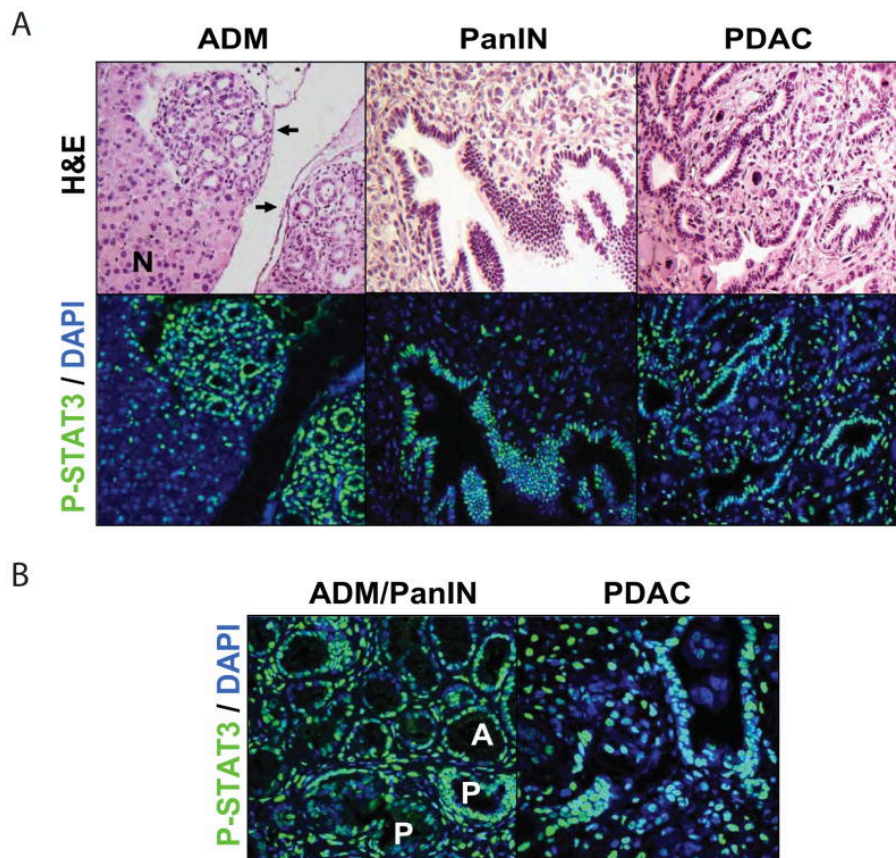 A
ADM PanIN PDAC
H&E
N
P-STAT3 / DAPI
B
ADM/PanIN PDAC
P-STAT3 / DAPI
A
P
P